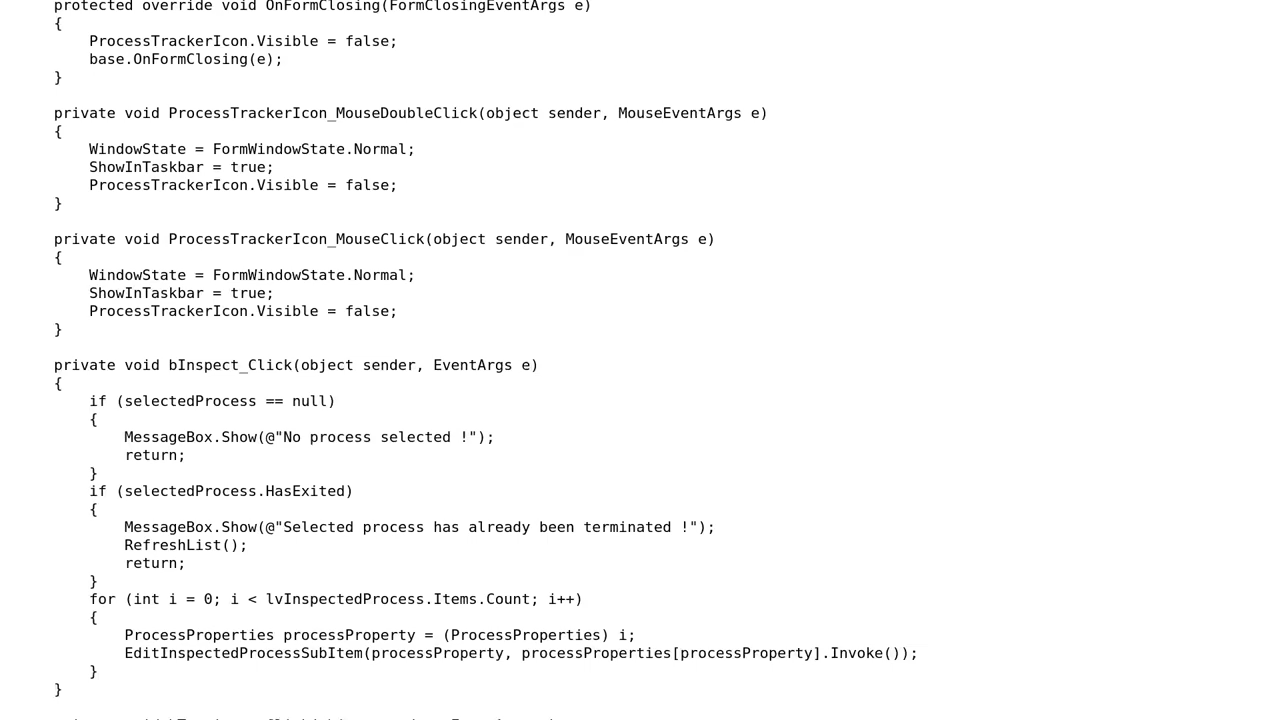 protected override void OnFormClosing(FormClosingEventArgs e)
{
    ProcessTrackerIcon.Visible = false;
    base.OnFormClosing(e);
}

private void ProcessTrackerIcon_MouseDoubleClick(object sender, MouseEventArgs e)
{
    WindowState = FormWindowState.Normal;
    ShowInTaskbar = true;
    ProcessTrackerIcon.Visible = false;
}

private void ProcessTrackerIcon_MouseClick(object sender, MouseEventArgs e)
{
    WindowState = FormWindowState.Normal;
    ShowInTaskbar = true;
    ProcessTrackerIcon.Visible = false;
}

private void bInspect_Click(object sender, EventArgs e)
{
    if (selectedProcess == null)
    {
        MessageBox.Show(@"No process selected !");
        return;
    }
    if (selectedProcess.HasExited)
    {
        MessageBox.Show(@"Selected process has already been terminated !");
        RefreshList();
        return;
    }
    for (int i = 0; i < lvInspectedProcess.Items.Count; i++)
    {
        ProcessProperties processProperty = (ProcessProperties) i;
        EditInspectedProcessSubItem(processProperty, processProperties[processProperty].Invoke());
    }
}